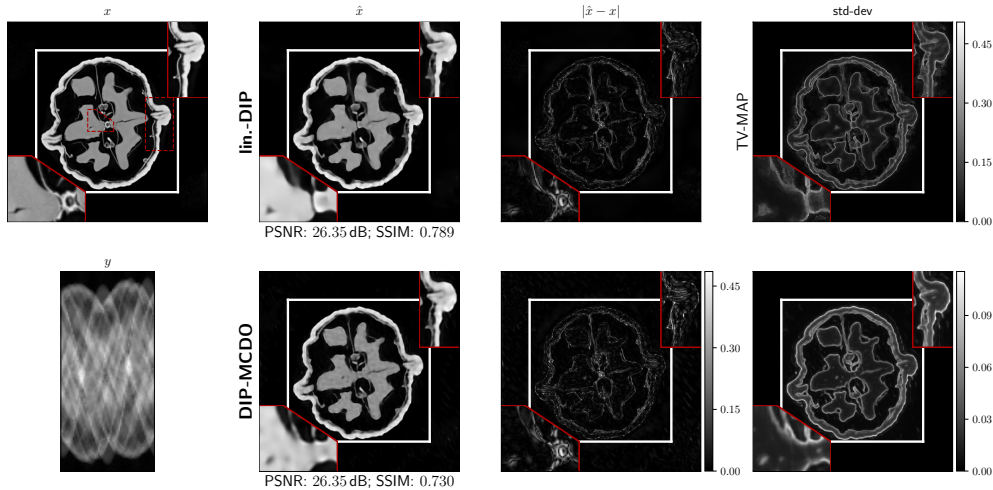 x
x̂
|x̂ − x|
std-dev
lin.-DIP
TV-MAP
0.45
0.30
0.15
0.00
PSNR: 26.35 dB; SSIM: 0.789
y
DIP-MCDO
0.45
0.30
0.15
0.00
0.09
0.06
0.03
0.00
PSNR: 26.35 dB; SSIM: 0.730